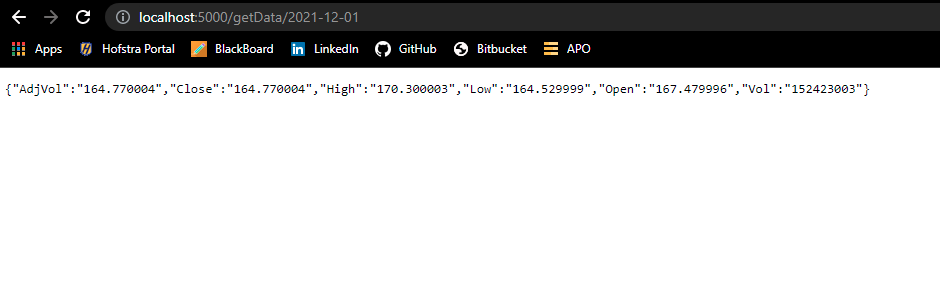 localhost:5000/getData/2021-12-01
Apps Hofstra Portal BlackBoard LinkedIn GitHub Bitbucket APO
{"AdjVol":"164.770004","Close":"164.770004","High":"170.300003","Low":"164.529999","Open":"167.479996","Vol":"152423003"}